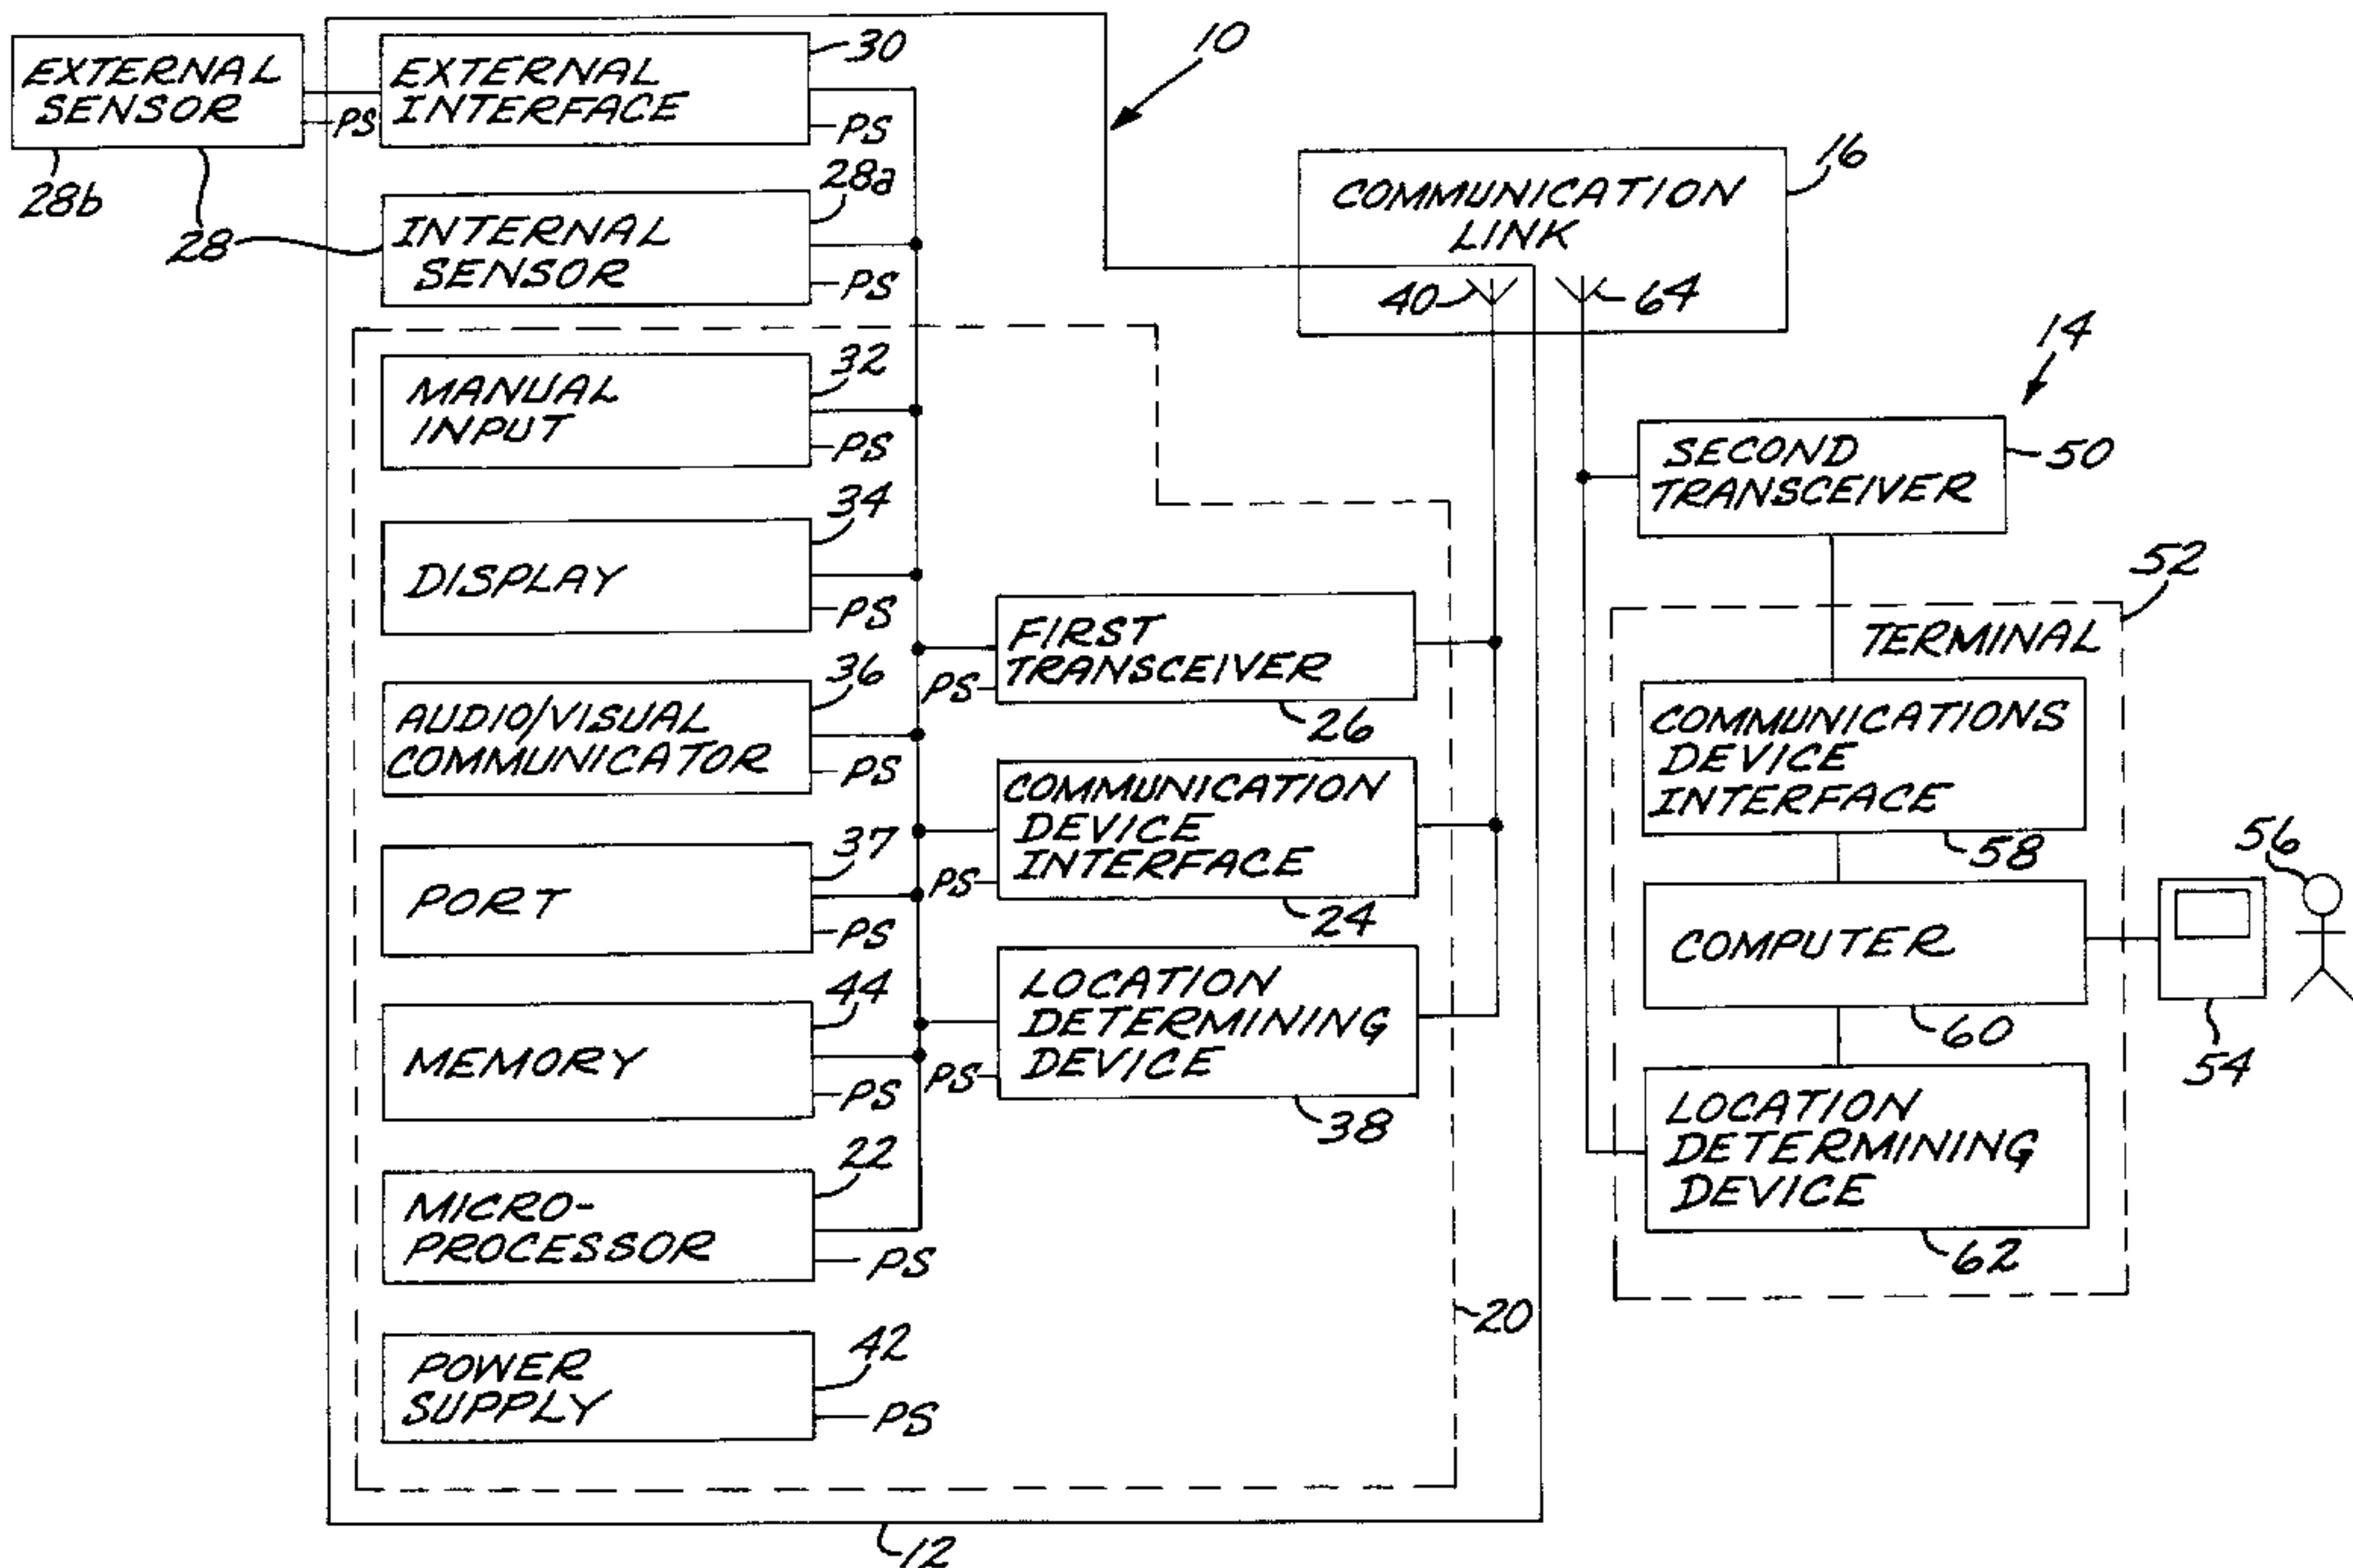 EXTERNAL
SENSOR
PS
28b
28
EXTERNAL
INTERFACE
30
PS
INTERNAL
SENSOR
28a
PS
MANUAL
INPUT
32
PS
DISPLAY
34
PS
AUDIO/VISUAL
COMMUNICATOR
36
PS
PORT
37
PS
MEMORY
44
PS
MICRO-
PROCESSOR
22
PS
POWER
SUPPLY
42
PS
FIRST
TRANSCEIVER
PS
26
COMMUNICATION
DEVICE
INTERFACE
PS
24
LOCATION
DETERMINING
DEVICE
PS
38
20
12
10
COMMUNICATION
LINK
16
40
64
14
SECOND
TRANSCEIVER
50
52
TERMINAL
COMMUNICATIONS
DEVICE
INTERFACE
58
COMPUTER
60
LOCATION
DETERMINING
DEVICE
62
56
54